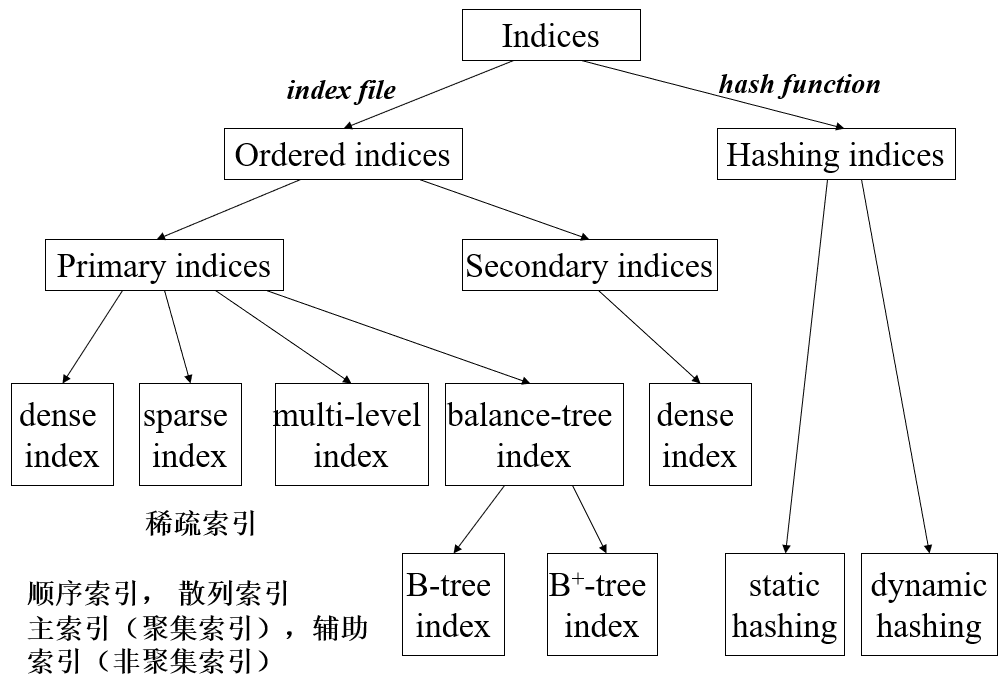 Indices
index file
hash function
Ordered indices
Hashing indices
Primary indices
Secondary indices
dense
index
sparse
index
multi-level
index
balance-tree
index
dense
index
稀疏索引
B-tree
index
B⁺-tree
index
static
hashing
dynamic
hashing
顺序索引， 散列索引
主索引（聚集索引），辅助
索引（非聚集索引）